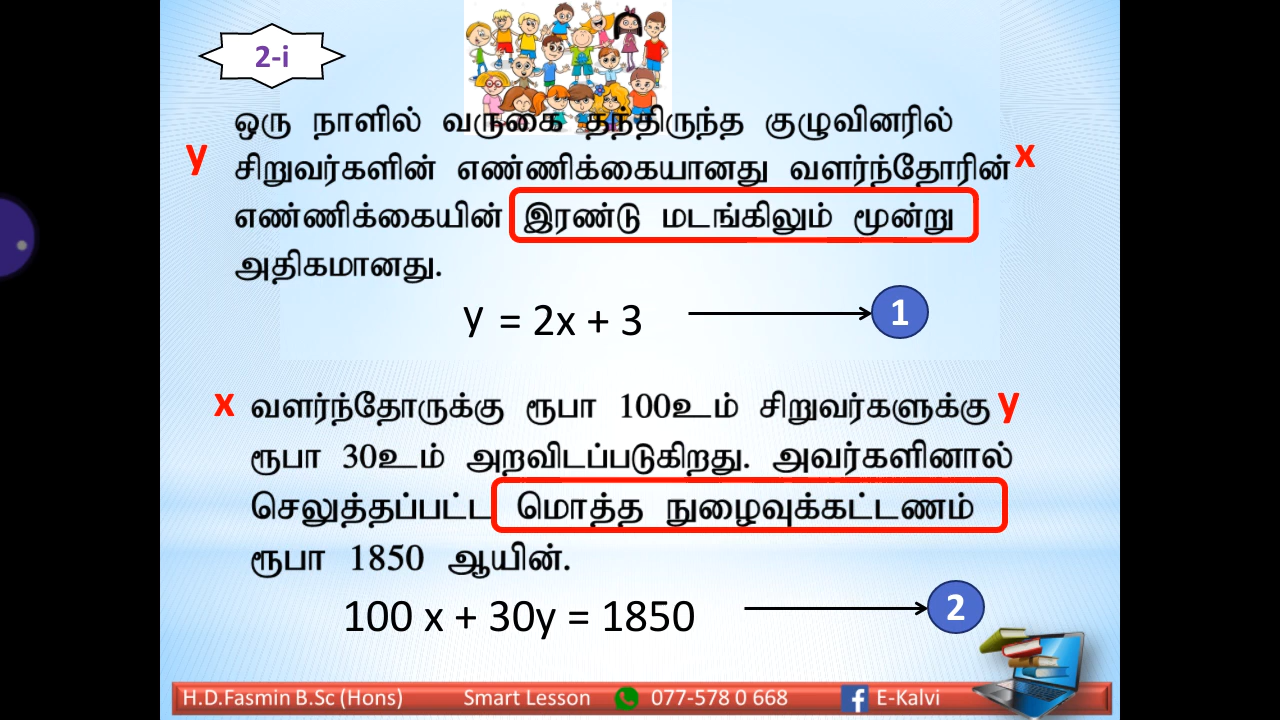 2-i
ஒரு நாளில் வருகை தந்திருந்த குழுவினரில்
y சிறுவர்களின் எண்ணிக்கையானது வளர்ந்தோரின் x
எண்ணிக்கையின் இரண்டு மடங்கிலும் மூன்று
அதிகமானது.
y = 2x + 3 1
x வளர்ந்தோருக்கு ரூபா 100உம் சிறுவர்களுக்கு y
ரூபா 30உம் அறவிடப்படுகிறது. அவர்களினால்
செலுத்தப்பட்ட மொத்த நுழைவுக்கட்டணம்
ரூபா 1850 ஆயின்.
100 x + 30y = 1850 2
H.D.Fasmin B.Sc (Hons) Smart Lesson 077-578 0 668 E-Kalvi